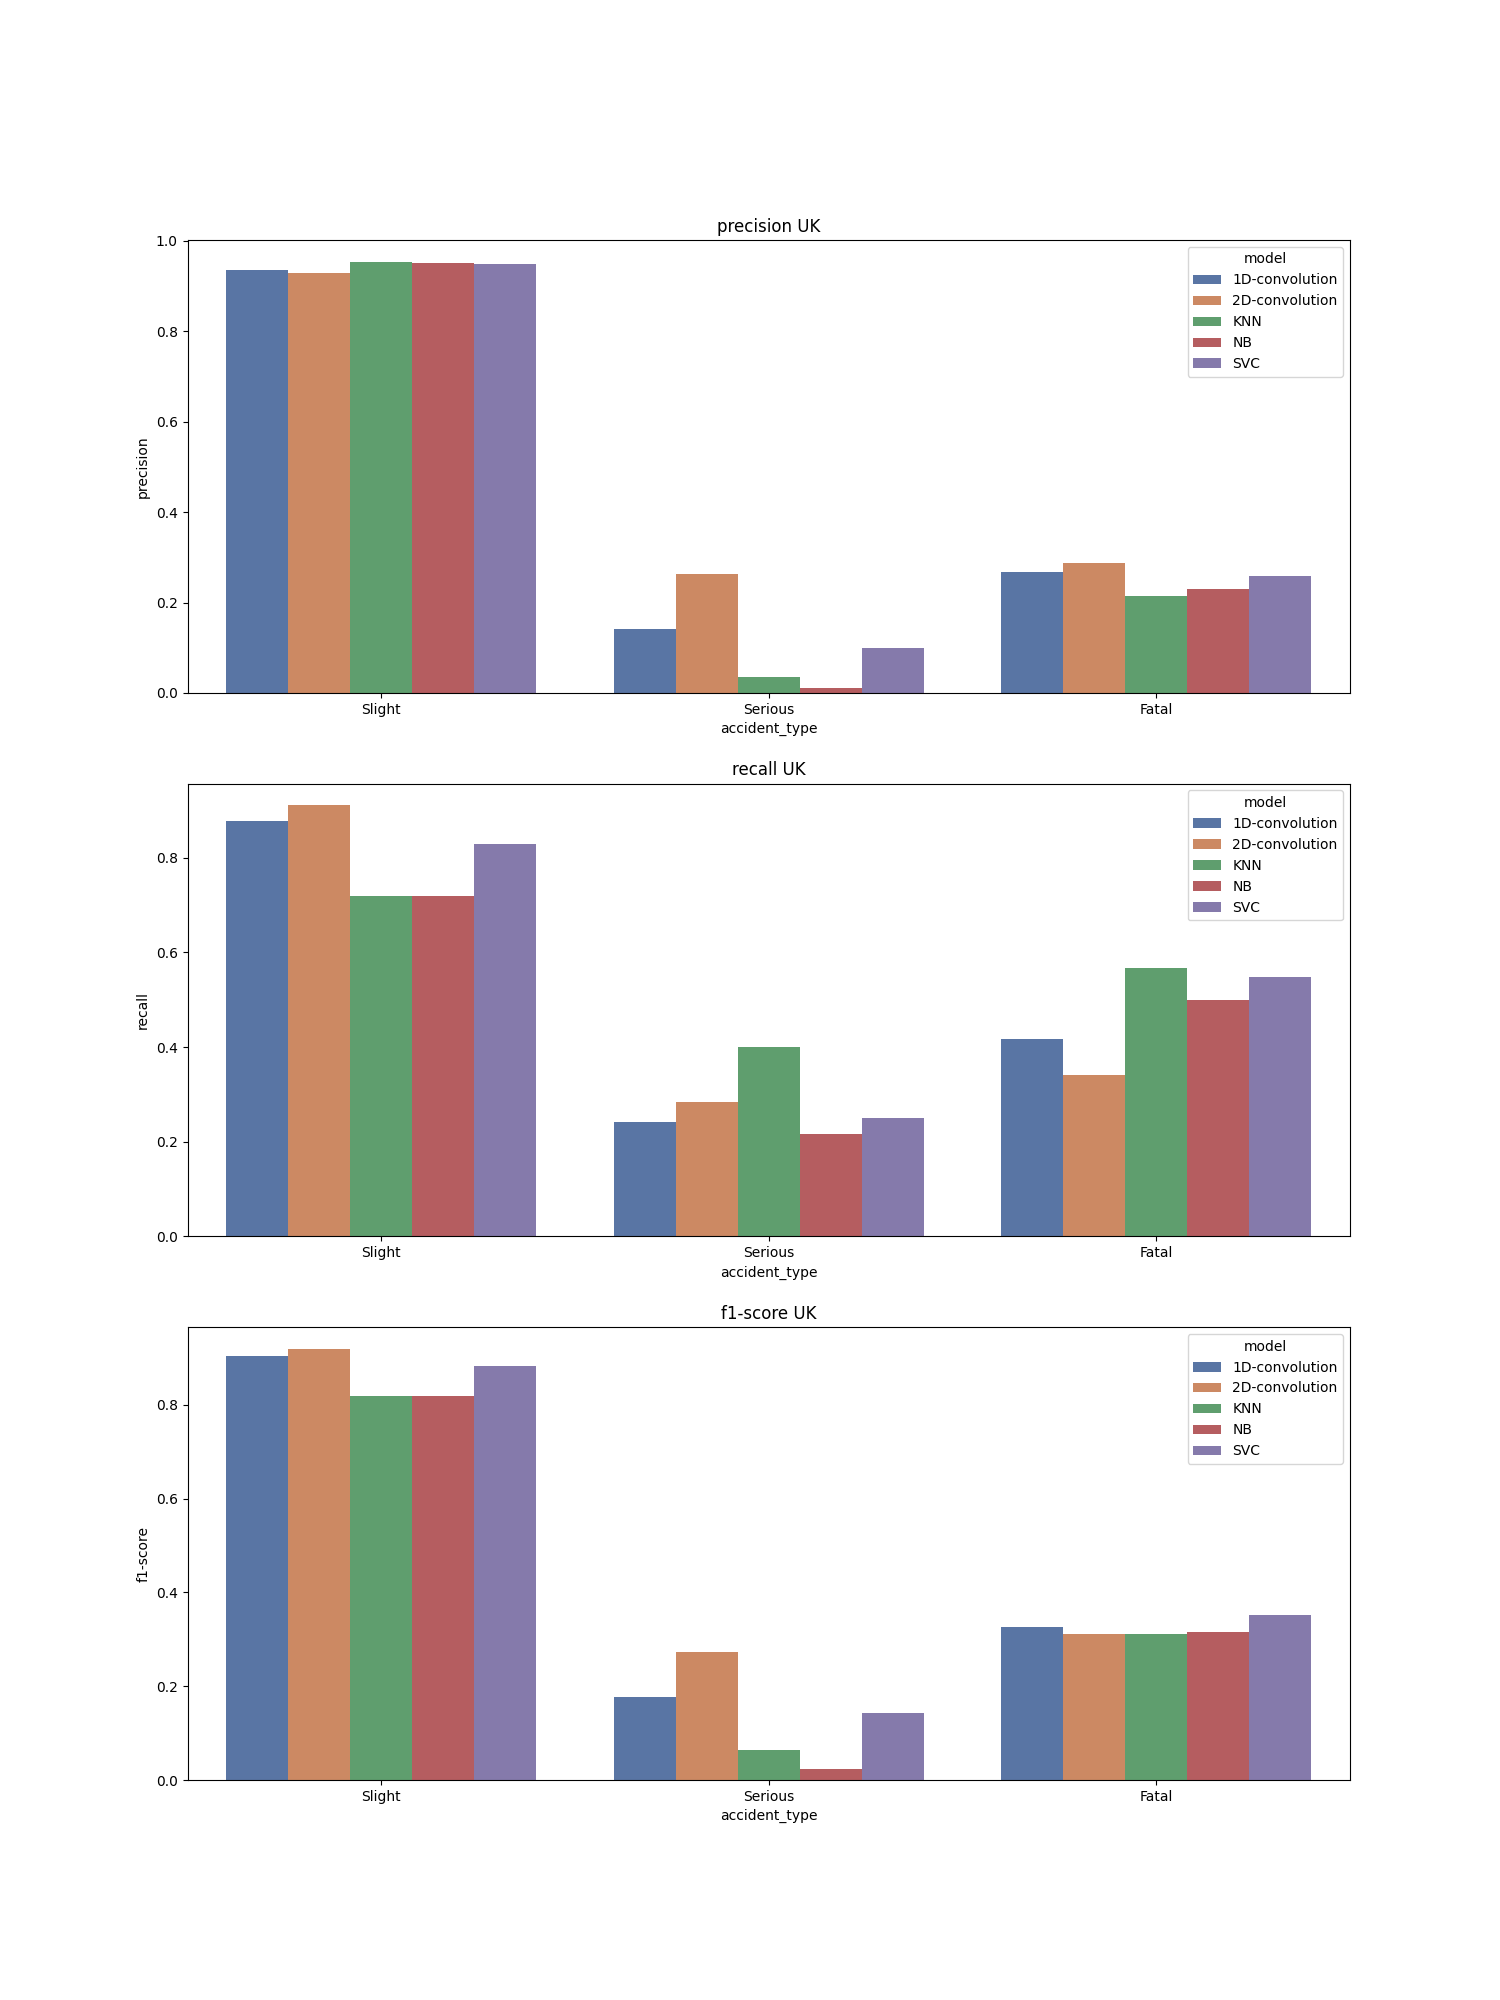 precision UK
1.0
0.8
0.6
0.4
0.2
0.0
precision
model
1D-convolution
2D-convolution
KNN
NB
SVC
Slight Serious Fatal
accident_type
recall UK
0.8
0.6
0.4
0.2
0.0
recall
model
1D-convolution
2D-convolution
KNN
NB
SVC
Slight Serious Fatal
accident_type
f1-score UK
0.8
0.6
0.4
0.2
0.0
f1-score
model
1D-convolution
2D-convolution
KNN
NB
SVC
Slight Serious Fatal
accident_type